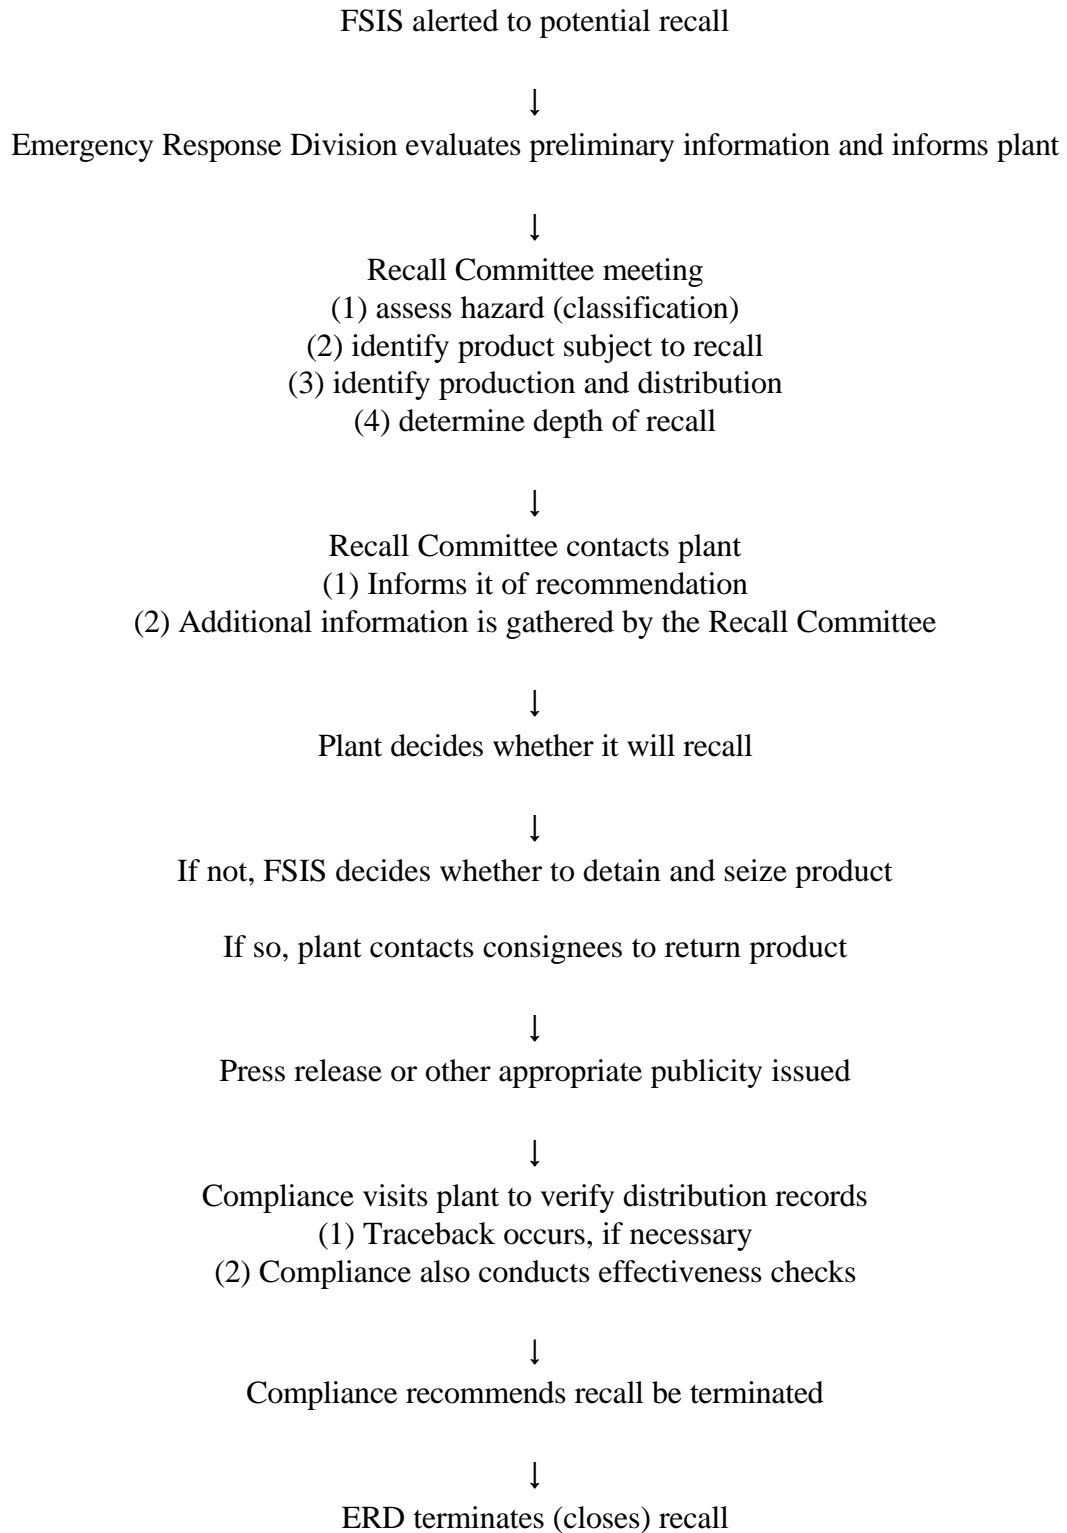 FSIS alerted to potential recall
↓
Emergency Response Division evaluates preliminary information and informs plant
↓
Recall Committee meeting
(1) assess hazard (classification)
(2) identify product subject to recall
(3) identify production and distribution
(4) determine depth of recall
↓
Recall Committee contacts plant
(1) Informs it of recommendation
(2) Additional information is gathered by the Recall Committee
↓
Plant decides whether it will recall
↓
If not, FSIS decides whether to detain and seize product
If so, plant contacts consignees to return product
↓
Press release or other appropriate publicity issued
↓
Compliance visits plant to verify distribution records
(1) Traceback occurs, if necessary
(2) Compliance also conducts effectiveness checks
↓
Compliance recommends recall be terminated
↓
ERD terminates (closes) recall